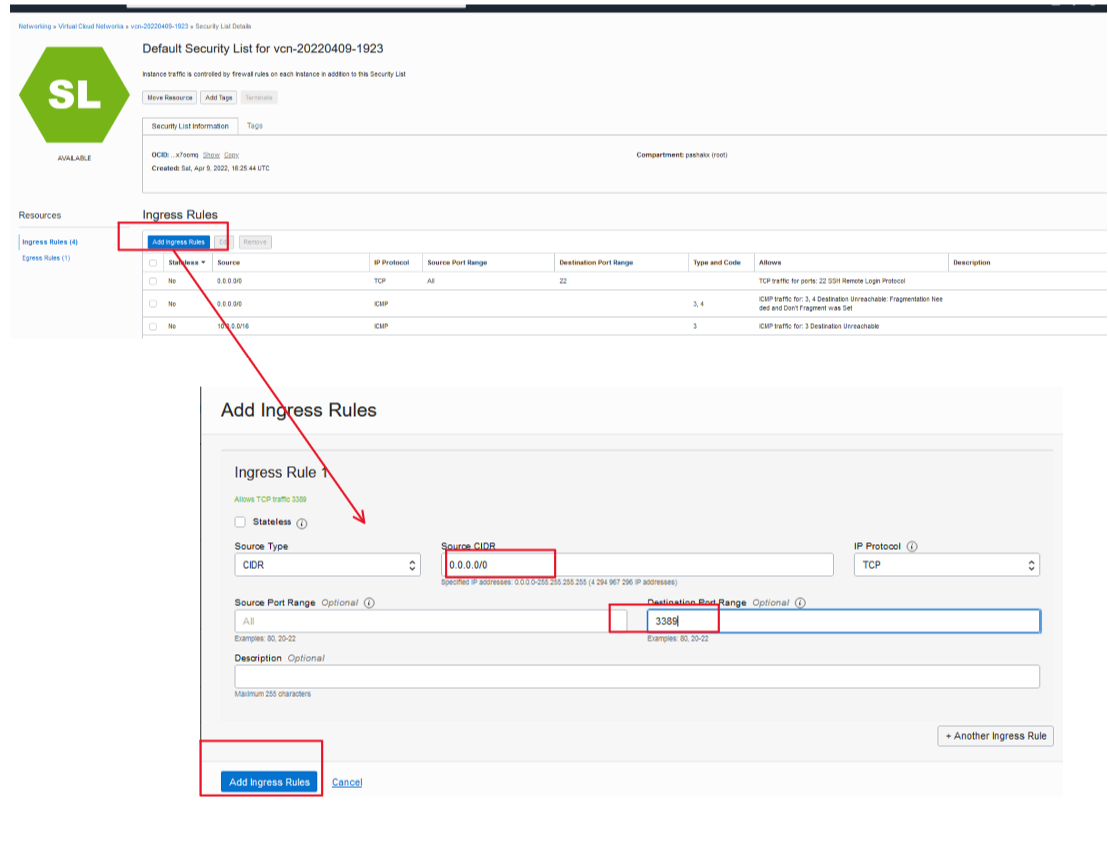 Networking » Virtual Cloud Networks » vcn-20220409-1923 » Security List Details
SL
AVAILABLE
Default Security List for vcn-20220409-1923
Instance traffic is controlled by firewall rules on each Instance in addition to this Security List
Move Resource Add Tags Terminate
Security List Information Tags
OCID: ...x7oomq Show Copy
Compartment: pashakx (root)
Created: Sat, Apr 9, 2022, 16:25:44 UTC
Resources
Ingress Rules (4)
Egress Rules (1)
Ingress Rules
Add Ingress Rules Edit Remove
Stateless Source IP Protocol Source Port Range Destination Port Range Type and Code Allows Description
No 0.0.0.0/0 TCP All 22 TCP traffic for ports: 22 SSH Remote Login Protocol
No 0.0.0.0/0 ICMP 3, 4 ICMP traffic for: 3, 4 Destination Unreachable: Fragmentation Nee
ded and Don't Fragment was Set
No 10.0.0.0/16 ICMP 3 ICMP traffic for: 3 Destination Unreachable
Add Ingress Rules
Ingress Rule 1
Allows TCP traffic 3389
Stateless
Source Type Source CIDR IP Protocol
CIDR 0.0.0.0/0 TCP
Specified IP addresses: 0.0.0.0-255.255.255.255 (4 294 967 296 IP addresses)
Source Port Range Optional Destination Port Range Optional
All 3389
Examples: 80, 20-22 Examples: 80, 20-22
Description Optional
Maximum 255 characters
+ Another Ingress Rule
Add Ingress Rules Cancel